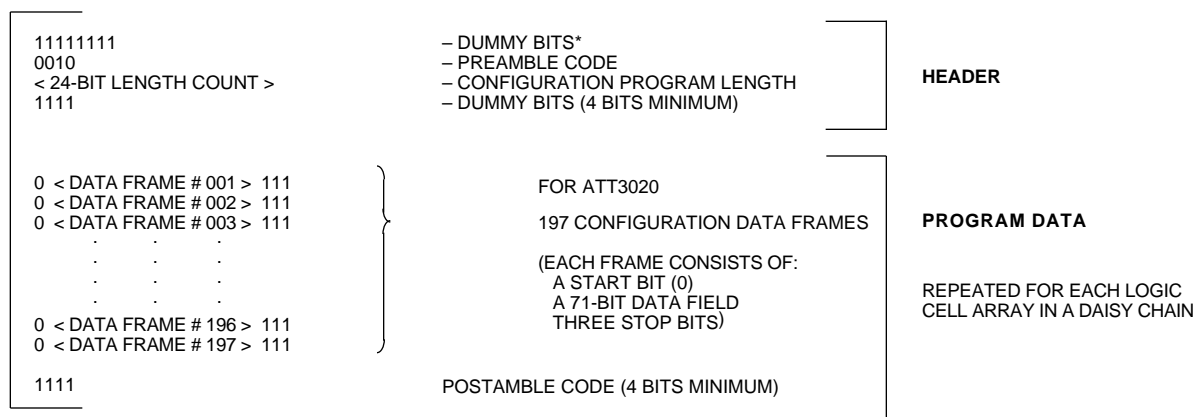 11111111 – DUMMY BITS*
0010 – PREAMBLE CODE
< 24-BIT LENGTH COUNT > – CONFIGURATION PROGRAM LENGTH
1111 – DUMMY BITS (4 BITS MINIMUM)
HEADER
0 < DATA FRAME # 001 > 111
0 < DATA FRAME # 002 > 111
0 < DATA FRAME # 003 > 111
. . .
. . .
. . .
. . .
0 < DATA FRAME # 196 > 111
0 < DATA FRAME # 197 > 111
FOR ATT3020
197 CONFIGURATION DATA FRAMES
(EACH FRAME CONSISTS OF:
A START BIT (0)
A 71-BIT DATA FIELD
THREE STOP BITS)
PROGRAM DATA
REPEATED FOR EACH LOGIC
CELL ARRAY IN A DAISY CHAIN
1111 POSTAMBLE CODE (4 BITS MINIMUM)